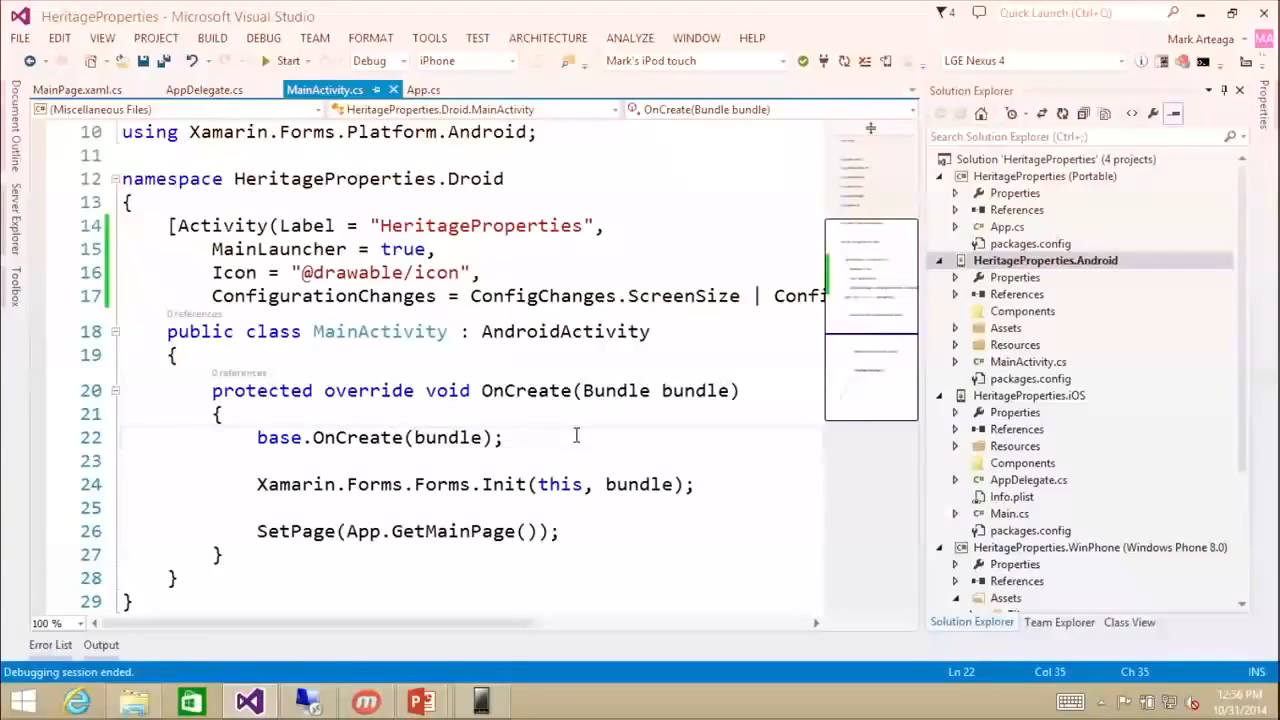 HeritageProperties - Microsoft Visual Studio
4
Quick Launch (Ctrl+Q)
FILE EDIT VIEW PROJECT BUILD DEBUG TEAM FORMAT TOOLS TEST ARCHITECTURE ANALYZE WINDOW HELP
Mark Arteaga
MA
Start Debug iPhone Mark's iPod touch LGE Nexus 4
MainPage.xaml.cs AppDelegate.cs MainActivity.cs App.cs
(Miscellaneous Files) HeritageProperties.Droid.MainActivity OnCreate(Bundle bundle)
Document Outline
Server Explorer
Toolbox
10 using Xamarin.Forms.Platform.Android;
11
12 namespace HeritageProperties.Droid
13 {
14 [Activity(Label = "HeritageProperties",
15 MainLauncher = true,
16 Icon = "@drawable/icon",
17 ConfigurationChanges = ConfigChanges.ScreenSize | Confi
0 references
18 public class MainActivity : AndroidActivity
19 {
0 references
20 protected override void OnCreate(Bundle bundle)
21 {
22 base.OnCreate(bundle);
23
24 Xamarin.Forms.Forms.Init(this, bundle);
25
26 SetPage(App.GetMainPage());
27 }
28 }
29 }
100 %
Error List Output
Solution Explorer
Search Solution Explorer (Ctrl+;)
Solution 'HeritageProperties' (4 projects)
HeritageProperties (Portable)
Properties
References
App.cs
packages.config
HeritageProperties.Android
Properties
References
Components
Assets
Resources
MainActivity.cs
packages.config
HeritageProperties.iOS
Properties
References
Resources
Components
AppDelegate.cs
Info.plist
Main.cs
packages.config
HeritageProperties.WinPhone (Windows Phone 8.0)
Properties
References
Assets
Solution Explorer Team Explorer Class View
Properties
Debugging session ended. Ln 22 Col 35 Ch 35 INS
12:36 PM
10/31/2014